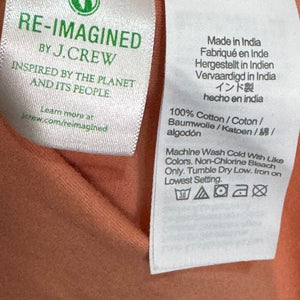 RE-IMAGINED
BY J.CREW
INSPIRED BY THE PLANET
AND ITS PEOPLE.
Learn more at
jcrew.com/reimagined
Made in India
Fabriqué en Inde
Hergestellt in Indien
Vervaardigd in India
インド製
hecho en india
100% Cotton / Coton /
Baumwolle / Katoen / 綿 /
algodón
Machine Wash Cold With Like
Colors. Non-Chlorine Bleach
Only. Tumble Dry Low. Iron on
Lowest Setting.